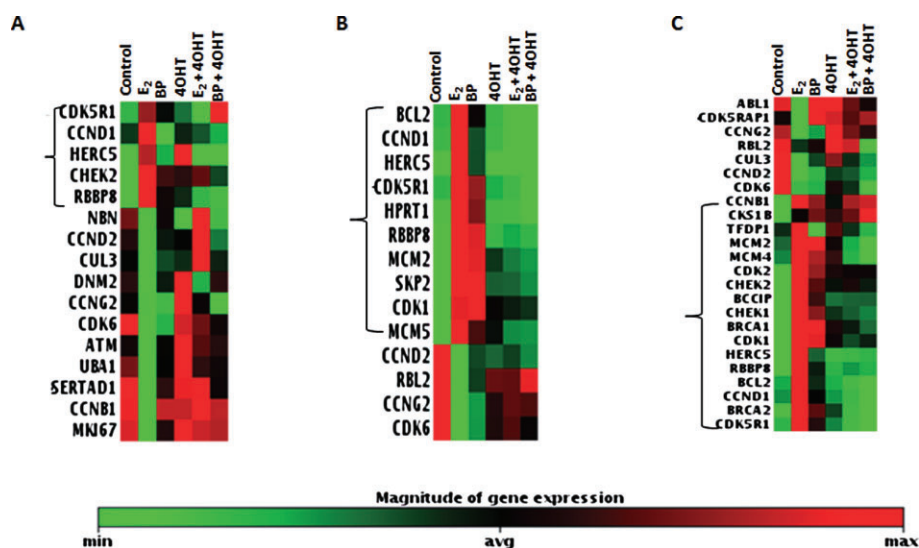 A
Control
E2
BP
4OHT
E2 + 4OHT
BP + 4OHT
CDK5R1
CCND1
HERC5
CHEK2
RBBP8
NBN
CCND2
CUL3
DNM2
CCNG2
CDK6
ATM
UBA1
SERTAD1
CCNB1
MKI67
B
Control
E2
BP
4OHT
E2 + 4OHT
BP + 4OHT
BCL2
CCND1
HERC5
CDK5R1
HPRT1
RBBP8
MCM2
SKP2
CDK1
MCM5
CCND2
RBL2
CCNG2
CDK6
C
Control
E2
BP
4OHT
E2 + 4OHT
BP + 4OHT
ABL1
CDK5RAP1
CCNG2
RBL2
CUL3
CCND2
CDK6
CCNB1
CKS1B
TFDP1
MCM2
MCM4
CDK2
CHEK2
BCCIP
CHEK1
BRCA1
CDK1
HERC5
RBBP8
BCL2
CCND1
BRCA2
CDK5R1
Magnitude of gene expression
min avg max